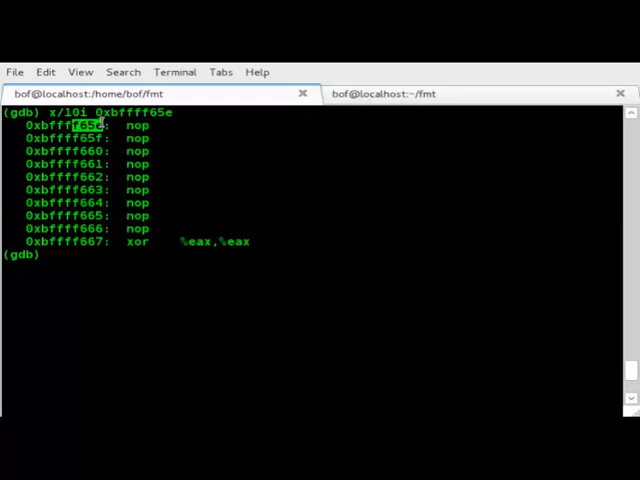 File Edit View Search Terminal Tabs Help
bof@localhost:/home/bof/fmt bof@localhost:~/fmt
(gdb) x/10i 0xbffff65e
0xbffff65e: nop
0xbffff65f: nop
0xbffff660: nop
0xbffff661: nop
0xbffff662: nop
0xbffff663: nop
0xbffff664: nop
0xbffff665: nop
0xbffff666: nop
0xbffff667: xor %eax,%eax
(gdb)